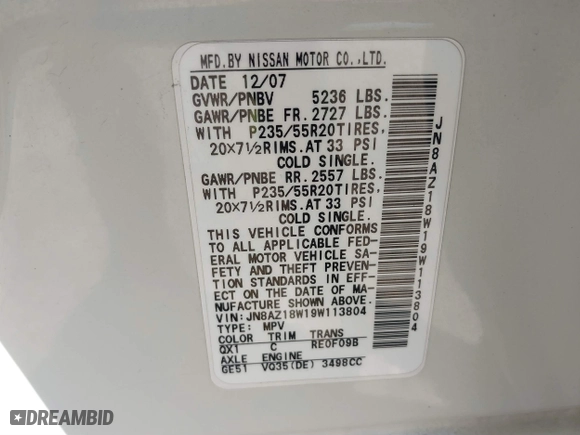 MFD.BY NISSAN MOTOR CO.,LTD.
DATE 12/07
GVWR/PNBV 5236 LBS.
GAWR/PNBE FR.2727 LBS.
WITH P235/55R20TIRES,
20X7½RIMS.AT 33 PSI
COLD SINGLE.
GAWR/PNBE RR.2557 LBS.
WITH P235/55R20TIRES,
20X7½RIMS.AT 33 PSI
COLD SINGLE.
THIS VEHICLE CONFORMS
TO ALL APPLICABLE FED-
ERAL MOTOR VEHICLE SA-
FETY AND THEFT PREVEN-
TION STANDARDS IN EFF-
ECT ON THE DATE OF MA-
NUFACTURE SHOWN ABOVE.
VIN:JN8AZ18W19W113804
TYPE: MPV
COLOR TRIM TRANS
QX1 C RE0F09B
AXLE ENGINE
GE51 VQ35(DE) 3498CC
JN8AZ18W19W113804
DREAMBID